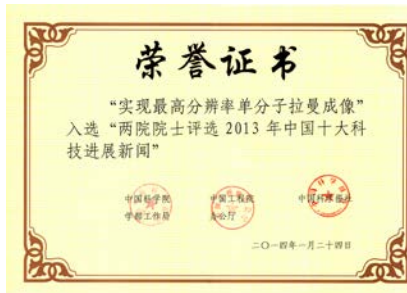 荣誉证书
“实现最高分辨率单分子拉曼成像”
入选“两院院士评选 2013 年中国十大科
技进展新闻”
中国科学院 中国工程院 中国科学报社
学部工作局 办公厅
二〇一四年一月二十四日